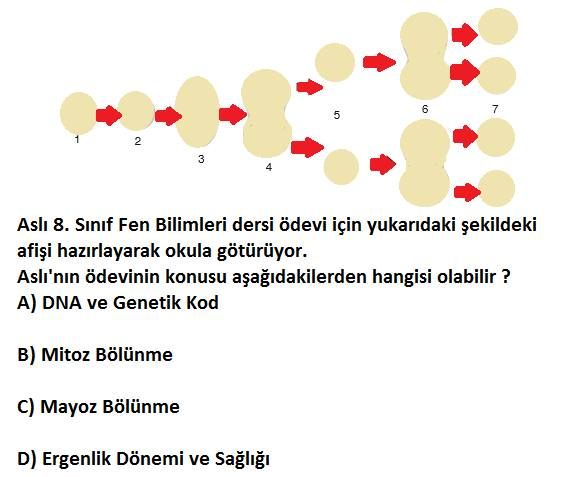 1
2
3
4
5
6
7
Aslı 8. Sınıf Fen Bilimleri dersi ödevi için yukarıdaki şekildeki
afişi hazırlayarak okula götürüyor.
Aslı'nın ödevinin konusu aşağıdakilerden hangisi olabilir ?
A) DNA ve Genetik Kod
B) Mitoz Bölünme
C) Mayoz Bölünme
D) Ergenlik Dönemi ve Sağlığı